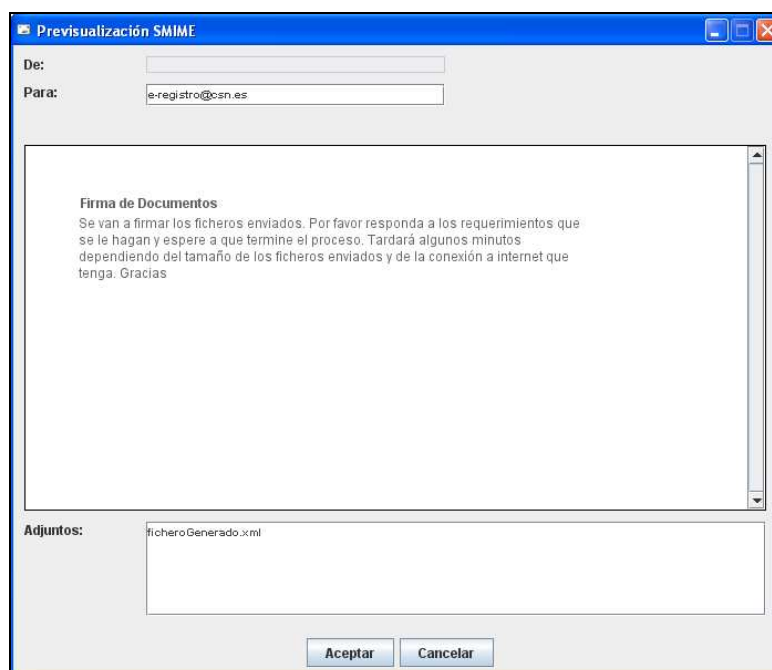 Previsualización SMIME
De:
Para:
e-registro@csn.es
Firma de Documentos
Se van a firmar los ficheros enviados. Por favor responda a los requerimientos que
se le hagan y espere a que termine el proceso. Tardará algunos minutos
dependiendo del tamaño de los ficheros enviados y de la conexión a internet que
tenga. Gracias
Adjuntos:
ficheroGenerado.xml
Aceptar
Cancelar